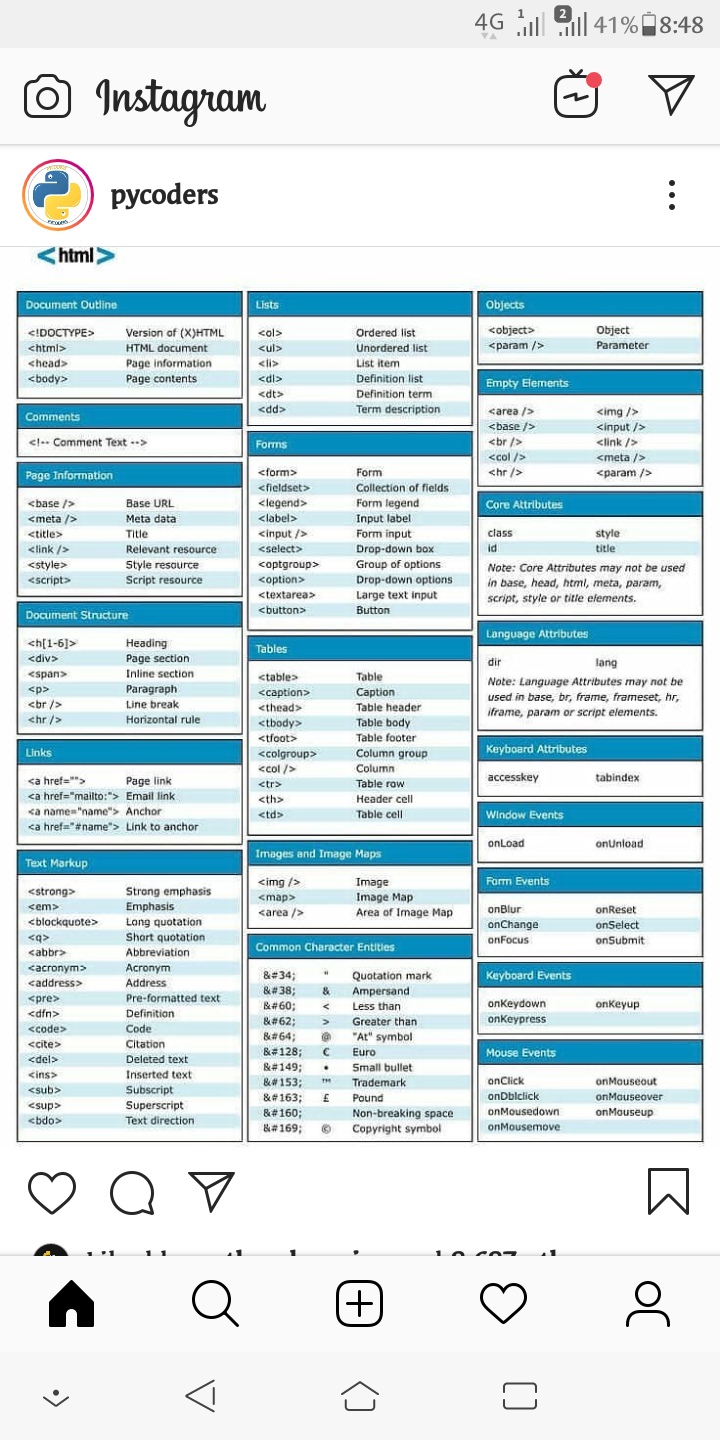 4G 1 2 41% 8:48
Instagram
pycoders
<html>
Document Outline
<!DOCTYPE> Version of (X)HTML
<html> HTML document
<head> Page information
<body> Page contents
Comments
<!-- Comment Text -->
Page Information
<base /> Base URL
<meta /> Meta data
<title> Title
<link /> Relevant resource
<style> Style resource
<script> Script resource
Document Structure
<h[1-6]> Heading
<div> Page section
<span> Inline section
<p> Paragraph
<br /> Line break
<hr /> Horizontal rule
Links
<a href=""> Page link
<a href="mailto:"> Email link
<a name="name"> Anchor
<a href="#name"> Link to anchor
Text Markup
<strong> Strong emphasis
<em> Emphasis
<blockquote> Long quotation
<q> Short quotation
<abbr> Abbreviation
<acronym> Acronym
<address> Address
<pre> Pre-formatted text
<dfn> Definition
<code> Code
<cite> Citation
<del> Deleted text
<ins> Inserted text
<sub> Subscript
<sup> Superscript
<bdo> Text direction
Lists
<ol> Ordered list
<ul> Unordered list
<li> List item
<dl> Definition list
<dt> Definition term
<dd> Term description
Forms
<form> Form
<fieldset> Collection of fields
<legend> Form legend
<label> Input label
<input /> Form input
<select> Drop-down box
<optgroup> Group of options
<option> Drop-down options
<textarea> Large text input
<button> Button
Tables
<table> Table
<caption> Caption
<thead> Table header
<tbody> Table body
<tfoot> Table footer
<colgroup> Column group
<col /> Column
<tr> Table row
<th> Header cell
<td> Table cell
Images and Image Maps
<img /> Image
<map> Image Map
<area /> Area of Image Map
Common Character Entities
&#34; " Quotation mark
&#38; & Ampersand
&#60; < Less than
&#62; > Greater than
&#64; @ "At" symbol
&#128; € Euro
&#149; • Small bullet
&#153; ™ Trademark
&#163; £ Pound
&#160; Non-breaking space
&#169; © Copyright symbol
Objects
<object> Object
<param /> Parameter
Empty Elements
<area /> <img />
<base /> <input />
<br /> <link />
<col /> <meta />
<hr /> <param />
Core Attributes
class style
id title
Note: Core Attributes may not be used
in base, head, html, meta, param,
script, style or title elements.
Language Attributes
dir lang
Note: Language Attributes may not be
used in base, br, frame, frameset, hr,
iframe, param or script elements.
Keyboard Attributes
accesskey tabindex
Window Events
onLoad onUnload
Form Events
onBlur onReset
onChange onSelect
onFocus onSubmit
Keyboard Events
onKeydown onKeyup
onKeypress
Mouse Events
onClick onMouseout
onDblclick onMouseover
onMousedown onMouseup
onMousemove